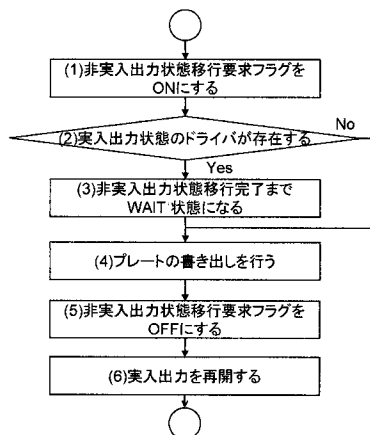 (1)非実入出力状態移行要求フラグを
ONにする
No
(2)実入出力状態のドライバが存在する
Yes
(3)非実入出力状態移行完了まで
WAIT状態になる
(4)プレートの書き出しを行う
(5)非実入出力状態移行要求フラグを
OFFにする
(6)実入出力を再開する